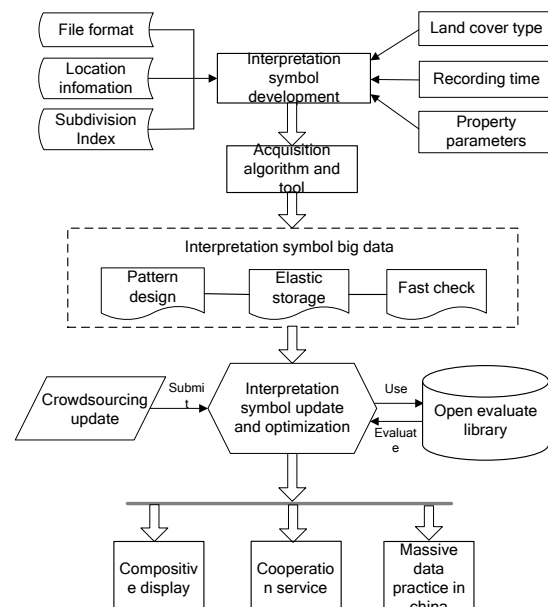 File format
Location
infomation
Subdivision
Index
Interpretation
symbol
development
Land cover type
Recording time
Property
parameters
Acquisition
algorithm and
tool
Interpretation symbol big data
Pattern
design
Elastic
storage
Fast check
Crowdsourcing
update
Submi
t
Interpretation
symbol update
and optimization
Use
Evaluat
e
Open evaluate
library
Compositiv
e display
Cooperatio
n service
Massive
data
practice in
china